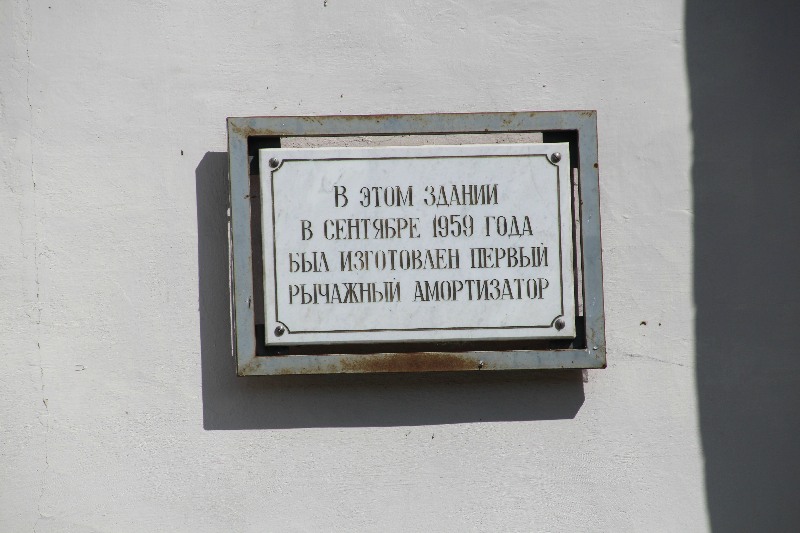 В ЭТОМ ЗДАНИИ
В СЕНТЯБРЕ 1959 ГОДА
БЫЛ ИЗГОТОВЛЕН ПЕРВЫЙ
РЫЧАЖНЫЙ АМОРТИЗАТОР